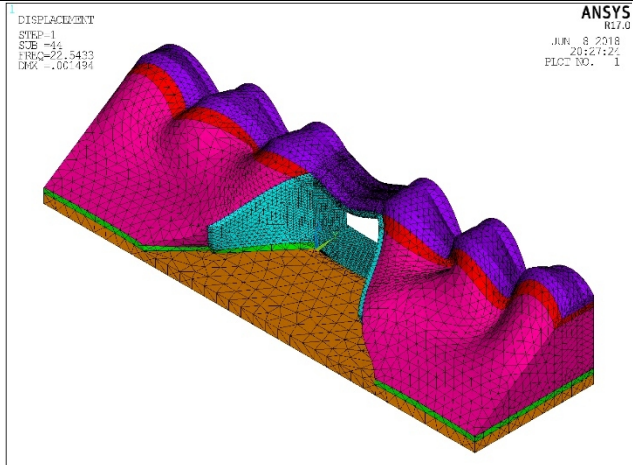 1
DISPLACEMENT
STEP=1
SUB =44
FREQ=22.5433
DMX =.001494
ANSYS
R17.0
JUN 8 2018
20:27:24
PLOT NO. 1